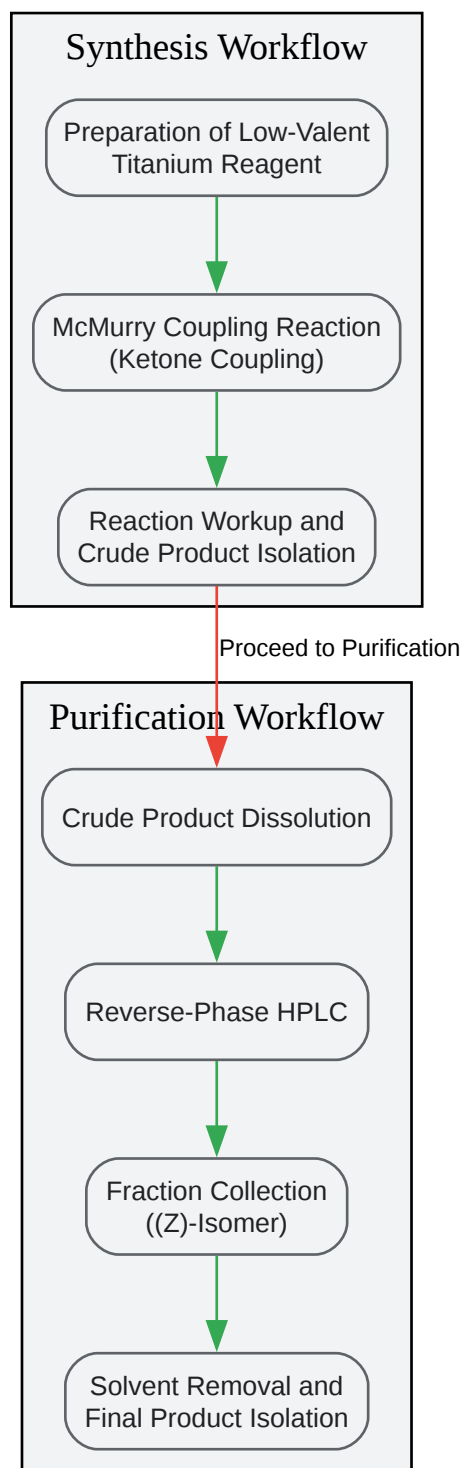 Synthesis Workflow
Preparation of Low-Valent
Titanium Reagent
McMurry Coupling Reaction
(Ketone Coupling)
Reaction Workup and
Crude Product Isolation
Proceed to Purification
Purification Workflow
Crude Product Dissolution
Reverse-Phase HPLC
Fraction Collection
((Z)-Isomer)
Solvent Removal and
Final Product Isolation